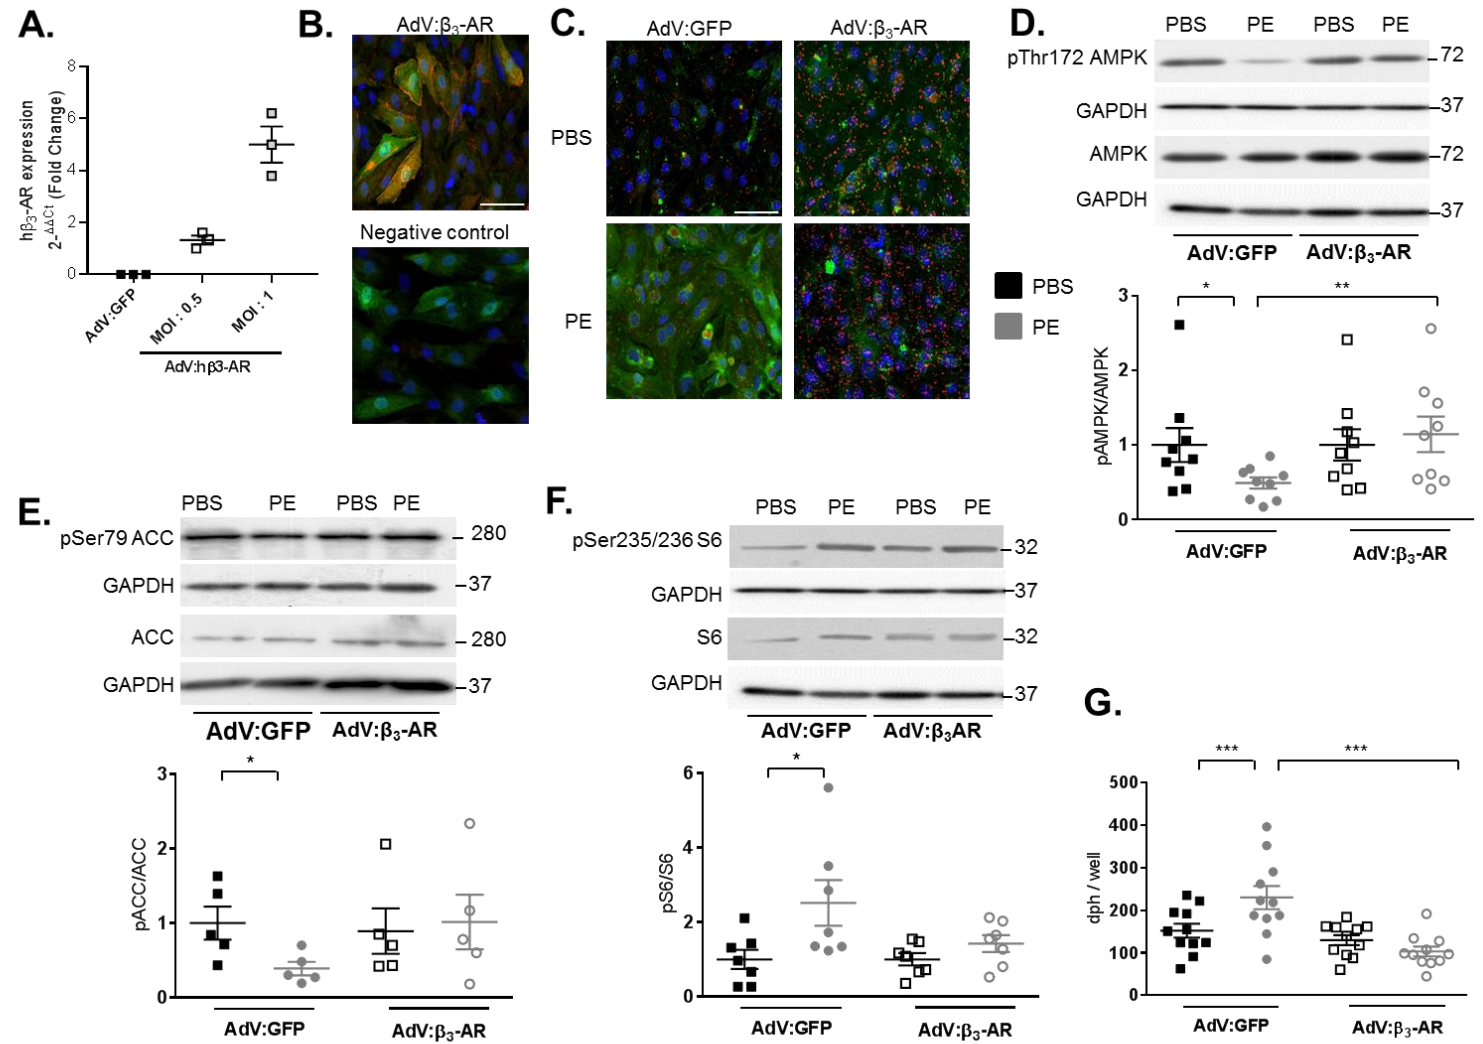 A.
hβ3-AR expression
2-ΔΔCt (Fold Change)
8
6
4
2
0
AdV:GFP
MOI : 0.5
MOI : 1
AdV:hβ3-AR
B.
AdV:β3-AR
Negative control
C.
AdV:GFP
AdV:β3-AR
PBS
PE
D.
PBS
PE
PBS
PE
pThr172 AMPK
72
GAPDH
37
AMPK
72
GAPDH
37
AdV:GFP
AdV:β3-AR
PBS
PE
*
**
pAMPK/AMPK
3
2
1
0
AdV:GFP
AdV:β3-AR
E.
PBS
PE
PBS
PE
pSer79 ACC
280
GAPDH
37
ACC
280
GAPDH
37
AdV:GFP
AdV:β3-AR
*
pACC/ACC
3
2
1
0
AdV:GFP
AdV:β3-AR
F.
PBS
PE
PBS
PE
pSer235/236 S6
32
GAPDH
37
S6
32
GAPDH
37
AdV:GFP
AdV:β3AR
*
pS6/S6
6
4
2
0
AdV:GFP
AdV:β3-AR
G.
***
***
dph / well
500
400
300
200
100
0
AdV:GFP
AdV:β3-AR